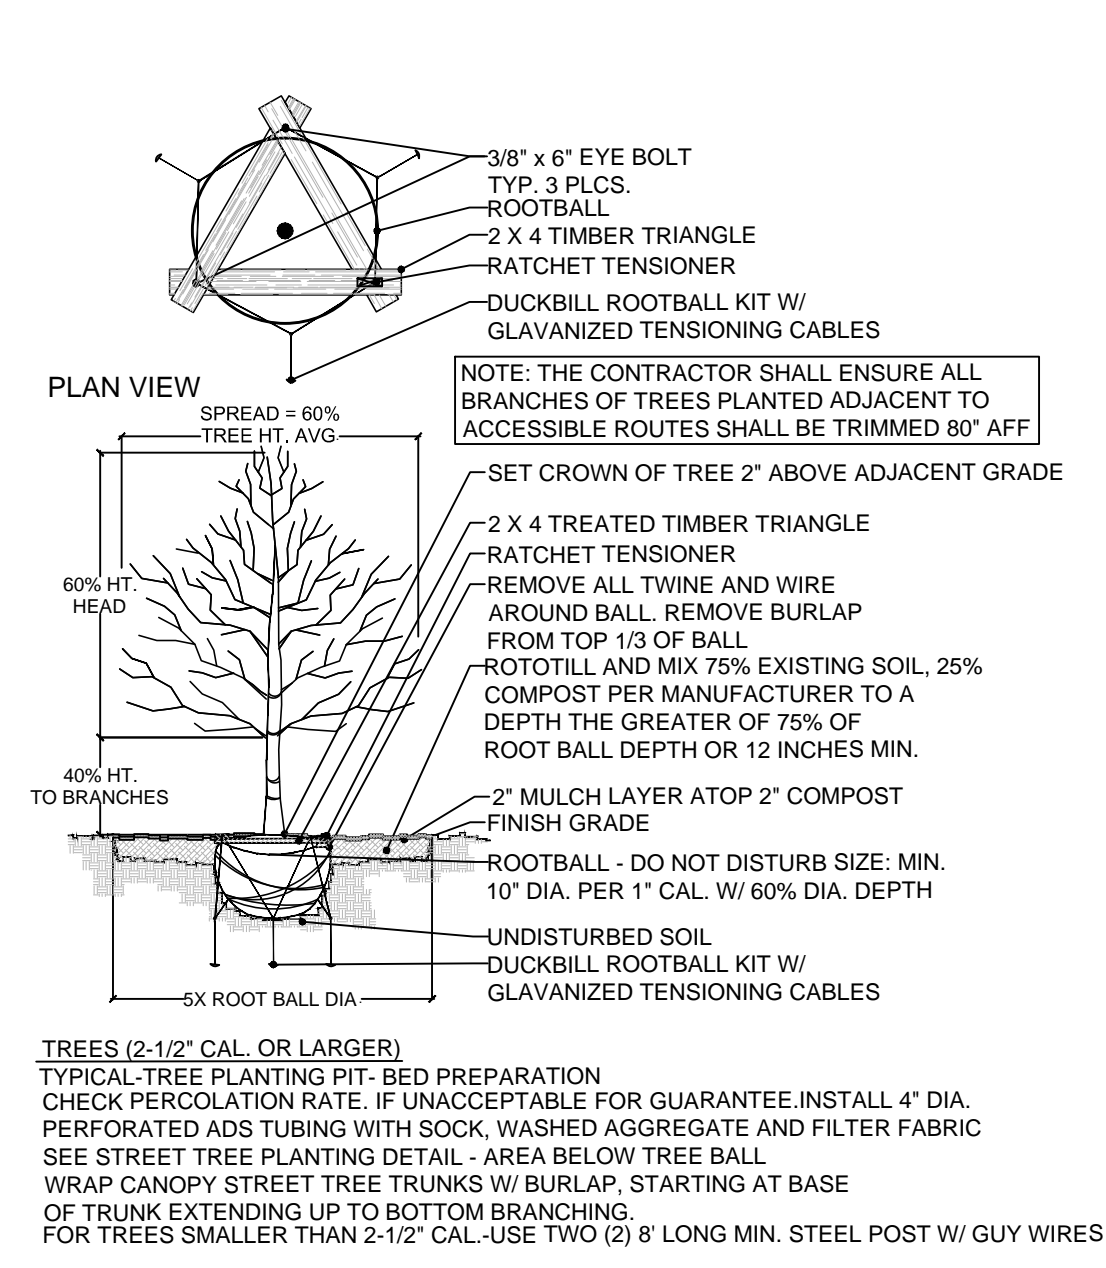 3/8" x 6" EYE BOLT
TYP. 3 PLCS.
ROOTBALL
2 X 4 TIMBER TRIANGLE
RATCHET TENSIONER
DUCKBILL ROOTBALL KIT W/
GLAVANIZED TENSIONING CABLES
PLAN VIEW
NOTE: THE CONTRACTOR SHALL ENSURE ALL
BRANCHES OF TREES PLANTED ADJACENT TO
ACCESSIBLE ROUTES SHALL BE TRIMMED 80" AFF
SPREAD = 60%
TREE HT. AVG.
SET CROWN OF TREE 2" ABOVE ADJACENT GRADE
2 X 4 TREATED TIMBER TRIANGLE
RATCHET TENSIONER
60% HT.
HEAD
REMOVE ALL TWINE AND WIRE
AROUND BALL. REMOVE BURLAP
FROM TOP 1/3 OF BALL
ROTOTILL AND MIX 75% EXISTING SOIL, 25%
COMPOST PER MANUFACTURER TO A
DEPTH THE GREATER OF 75% OF
ROOT BALL DEPTH OR 12 INCHES MIN.
40% HT.
TO BRANCHES
2" MULCH LAYER ATOP 2" COMPOST
FINISH GRADE
ROOTBALL - DO NOT DISTURB SIZE: MIN.
10" DIA. PER 1" CAL. W/ 60% DIA. DEPTH
UNDISTURBED SOIL
DUCKBILL ROOTBALL KIT W/
GLAVANIZED TENSIONING CABLES
5X ROOT BALL DIA.
TREES (2-1/2" CAL. OR LARGER)
TYPICAL-TREE PLANTING PIT- BED PREPARATION
CHECK PERCOLATION RATE. IF UNACCEPTABLE FOR GUARANTEE.INSTALL 4" DIA.
PERFORATED ADS TUBING WITH SOCK, WASHED AGGREGATE AND FILTER FABRIC
SEE STREET TREE PLANTING DETAIL - AREA BELOW TREE BALL
WRAP CANOPY STREET TREE TRUNKS W/ BURLAP, STARTING AT BASE
OF TRUNK EXTENDING UP TO BOTTOM BRANCHING.
FOR TREES SMALLER THAN 2-1/2" CAL.-USE TWO (2) 8' LONG MIN. STEEL POST W/ GUY WIRES